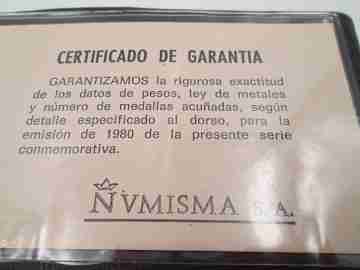 CERTIFICADO DE GARANTIA
GARANTIZAMOS la rigurosa exactitud
de los datos de pesos, ley de metales
y número de medallas acuñadas, según
detalle especificado al dorso, para la
emisión de 1980 de la presente serie
conmemorativa.
NVMISMA S.A.